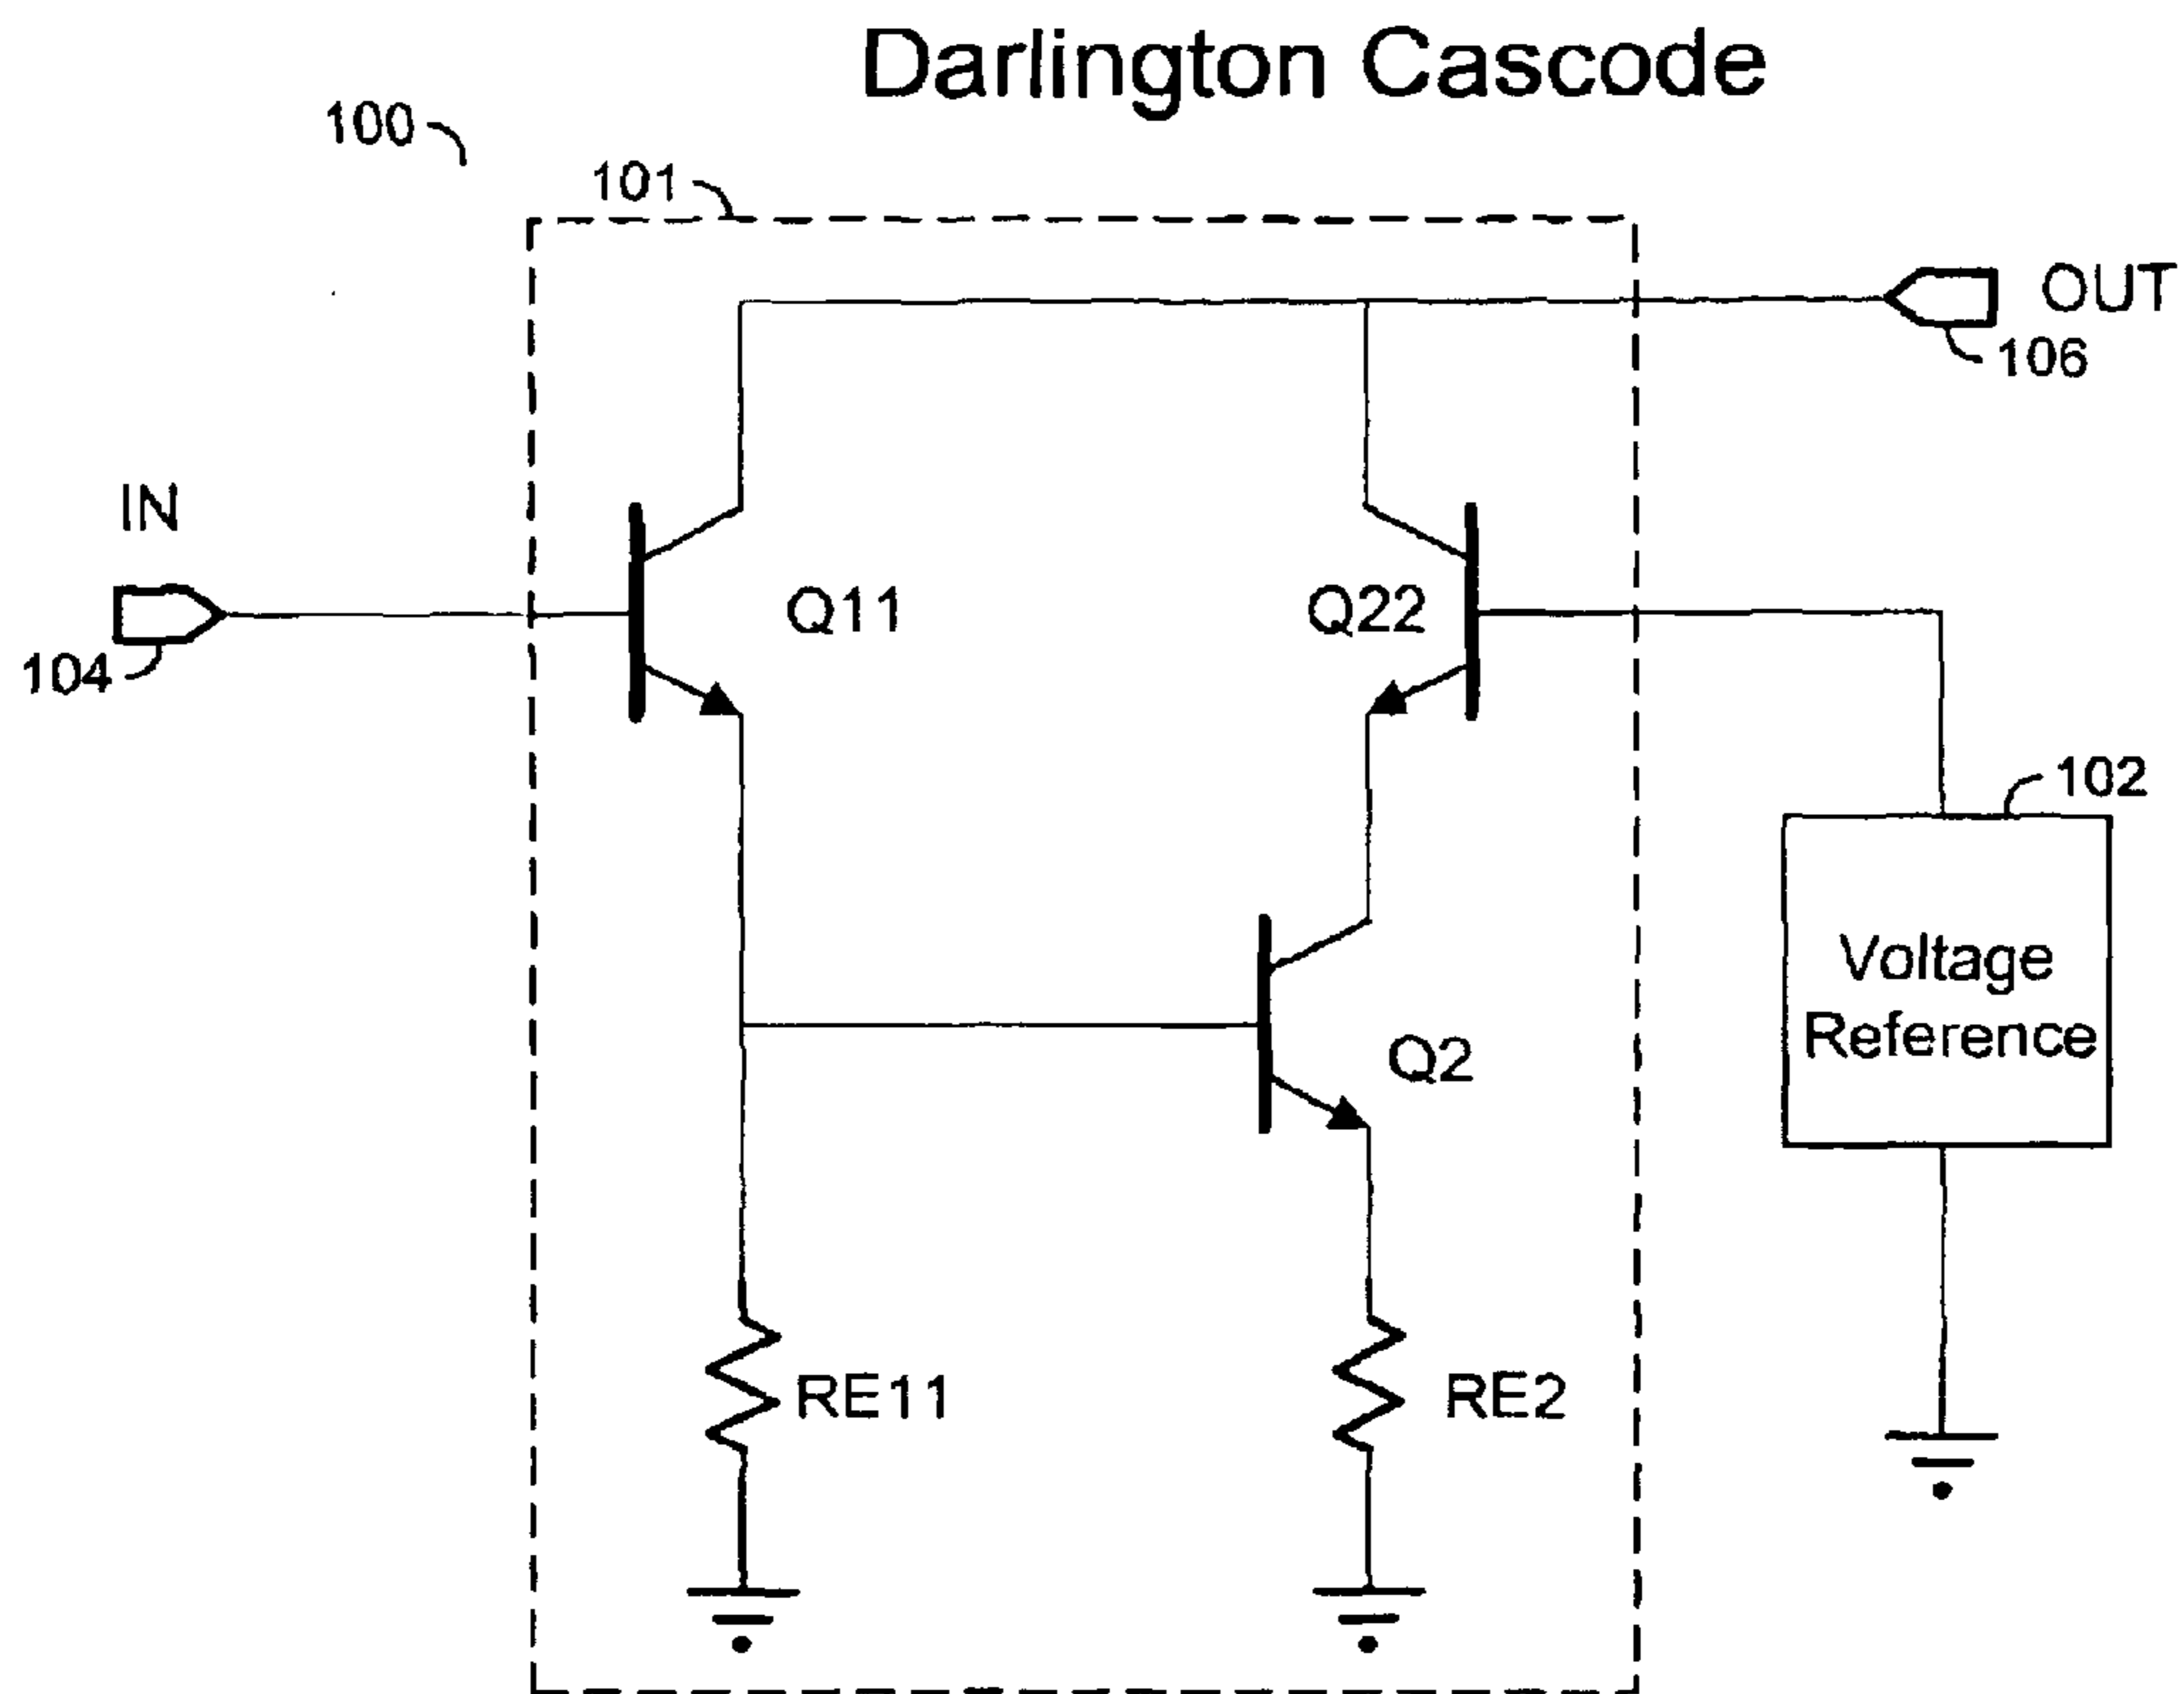 Darlington Cascode
100
101
OUT
106
IN
104
Q11
Q22
102
Voltage
Reference
Q2
RE11
RE2